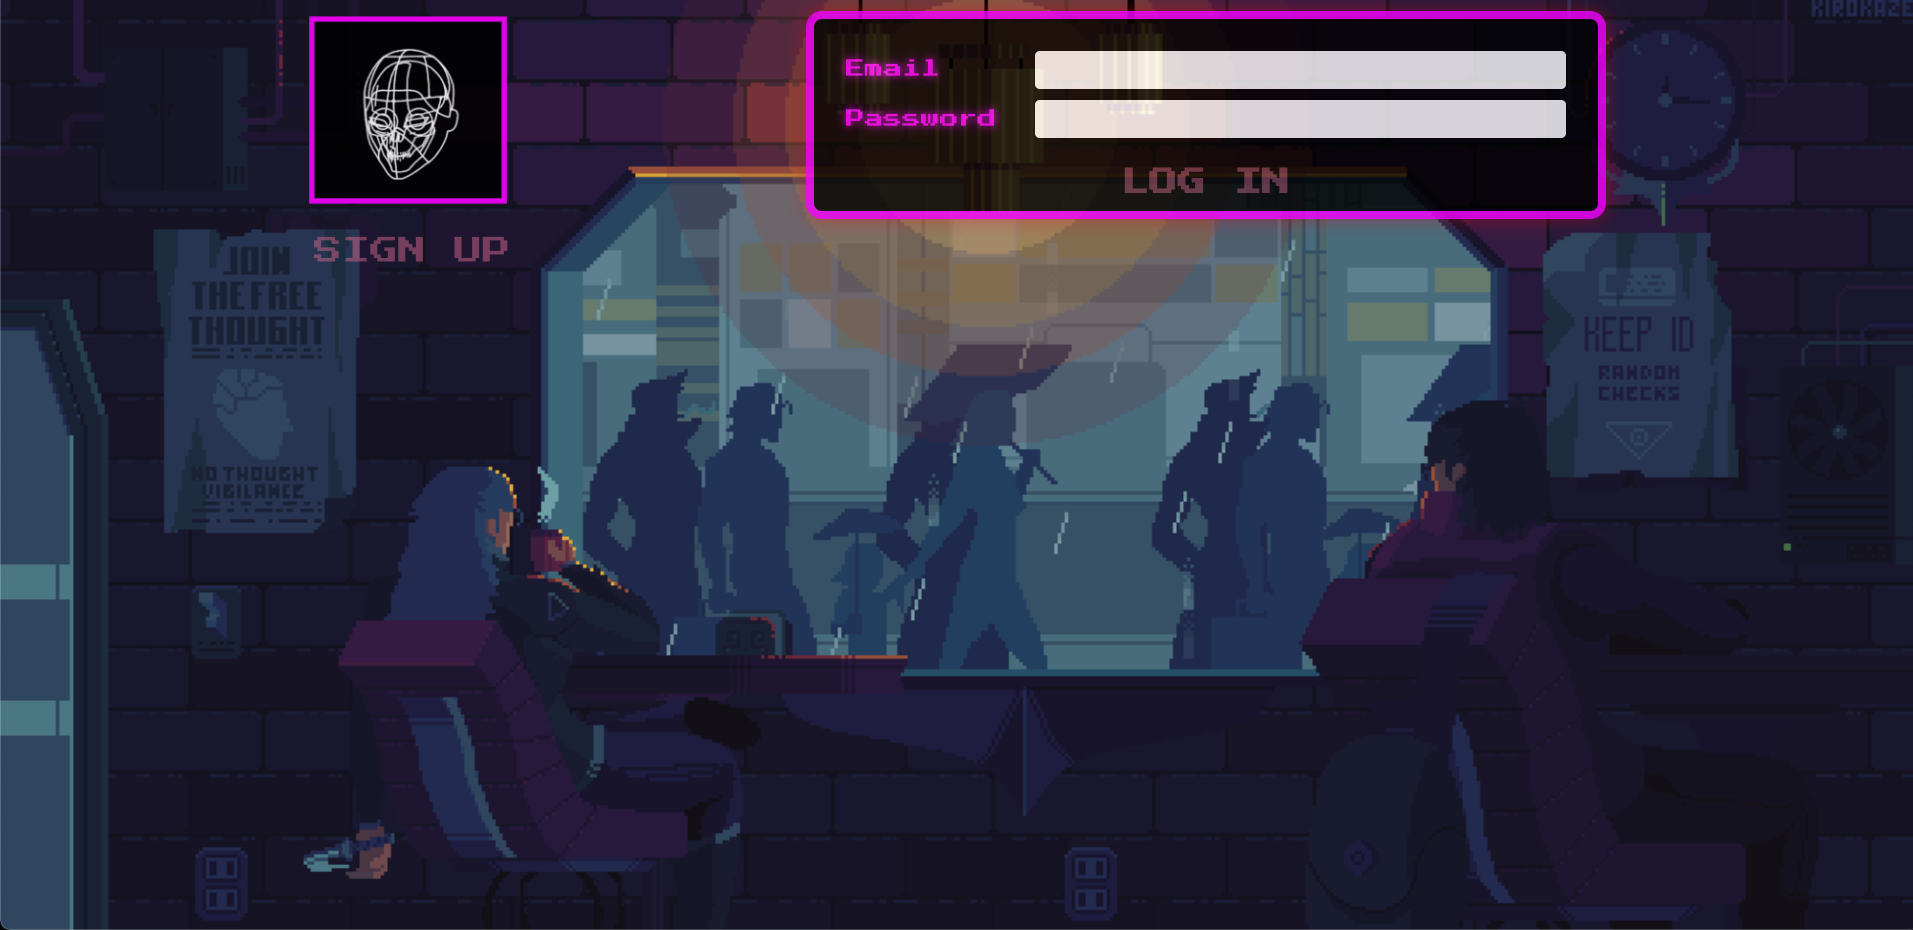 KIROKAZE
Email
Password
LOG IN
SIGN UP
JOIN
THE FREE
THOUGHT
NO THOUGHT
VIGILANCE
KEEP ID
RANDOM
CHECKS